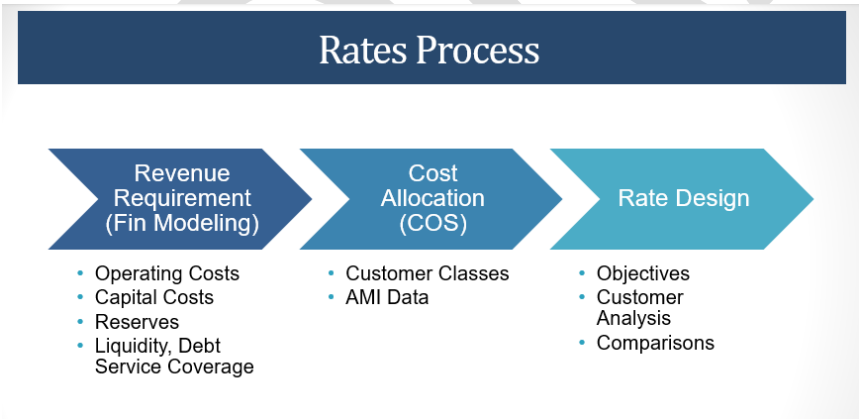 Rates Process
Revenue
Requirement
(Fin Modeling)
• Operating Costs
• Capital Costs
• Reserves
• Liquidity, Debt
Service Coverage
Cost
Allocation
(COS)
• Customer Classes
• AMI Data
Rate Design
• Objectives
• Customer
Analysis
• Comparisons